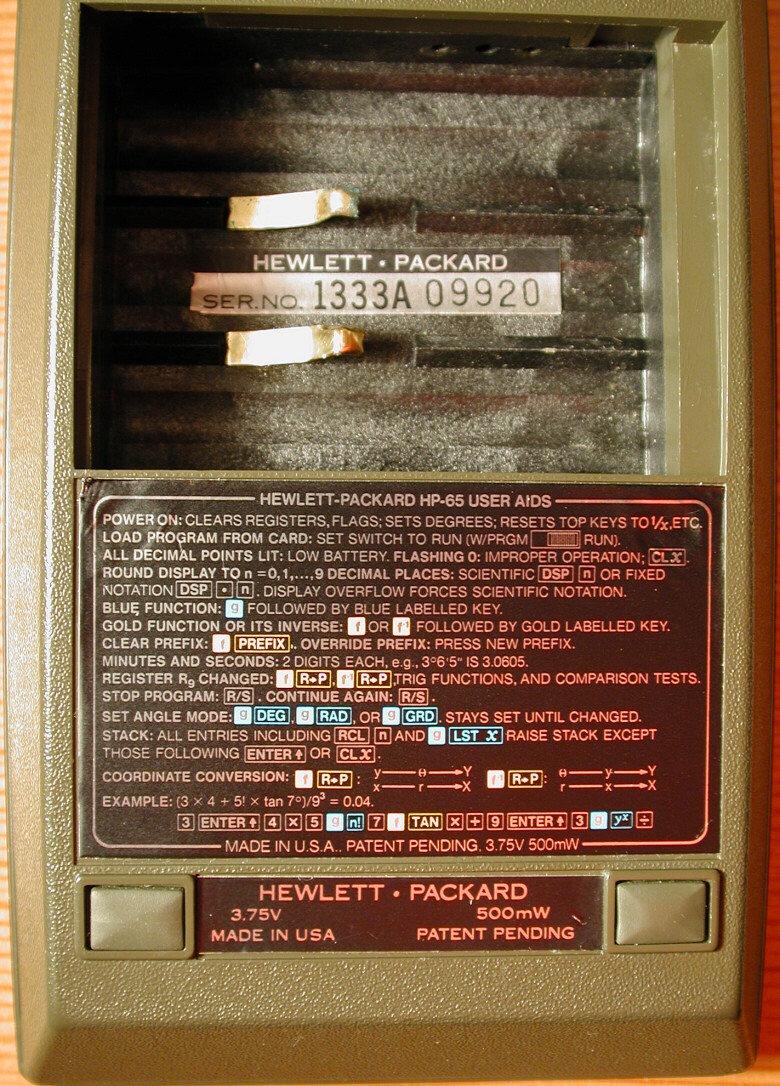 HEWLETT • PACKARD
SER.NO. 1333A 09920
HEWLETT-PACKARD HP-65 USER AIDS
POWER ON: CLEARS REGISTERS, FLAGS; SETS DEGREES; RESETS TOP KEYS TO 1/x, ETC.
LOAD PROGRAM FROM CARD: SET SWITCH TO RUN (W/PRGM RUN).
ALL DECIMAL POINTS LIT: LOW BATTERY. FLASHING 0: IMPROPER OPERATION; CLx.
ROUND DISPLAY TO n =0,1,...,9 DECIMAL PLACES: SCIENTIFIC DSP n OR FIXED
NOTATION DSP • n. DISPLAY OVERFLOW FORCES SCIENTIFIC NOTATION.
BLUE FUNCTION: g FOLLOWED BY BLUE LABELLED KEY.
GOLD FUNCTION OR ITS INVERSE: f OR f⁻¹ FOLLOWED BY GOLD LABELLED KEY.
CLEAR PREFIX: f PREFIX. OVERRIDE PREFIX: PRESS NEW PREFIX.
MINUTES AND SECONDS: 2 DIGITS EACH, e.g., 3°6'5" IS 3.0605.
REGISTER R₉ CHANGED: f R→P, f⁻¹ R→P, TRIG FUNCTIONS, AND COMPARISON TESTS.
STOP PROGRAM: R/S. CONTINUE AGAIN: R/S.
SET ANGLE MODE: g DEG, g RAD, OR g GRD. STAYS SET UNTIL CHANGED.
STACK: ALL ENTRIES INCLUDING RCL n AND g LST x RAISE STACK EXCEPT
THOSE FOLLOWING ENTER↑ OR CLx.
COORDINATE CONVERSION: f R→P: y — θ → Y f⁻¹ R→P: θ — y → Y
x — r → X r — x → X
EXAMPLE: (3 × 4 + 5! × tan 7°)/9³ = 0.04.
3 ENTER↑ 4 × 5 g n! 7 f TAN × + 9 ENTER↑ 3 g yˣ ÷
MADE IN U.S.A.. PATENT PENDING. 3.75V 500mW
HEWLETT • PACKARD
3.75V 500mW
MADE IN USA PATENT PENDING